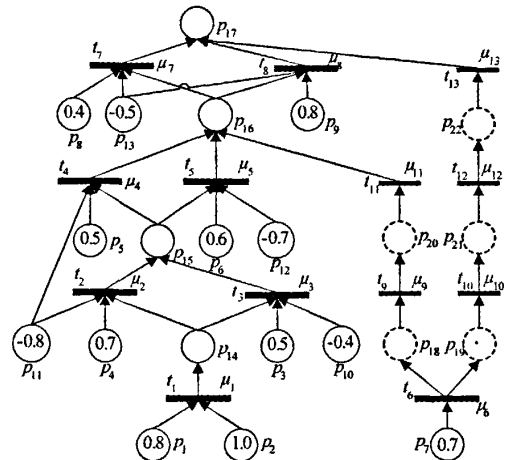 p17
t7 μ7 t8 μ8 μ13
t13
0.4 -0.5 0.8
p8 p13 p16 p9 p22
t4 μ4 t5 μ5 t11 μ11 t12 μ12
0.5 p5 p15 0.6 p6 -0.7 p12 p20 p21
t2 μ2 t3 μ3 t9 μ9 t10 μ10
-0.8 0.7 p14 0.5 -0.4 p18 p19
p11 p4 p3 p10
t1 μ1 t6 μ6
0.8 p1 1.0 p2 p7 0.7